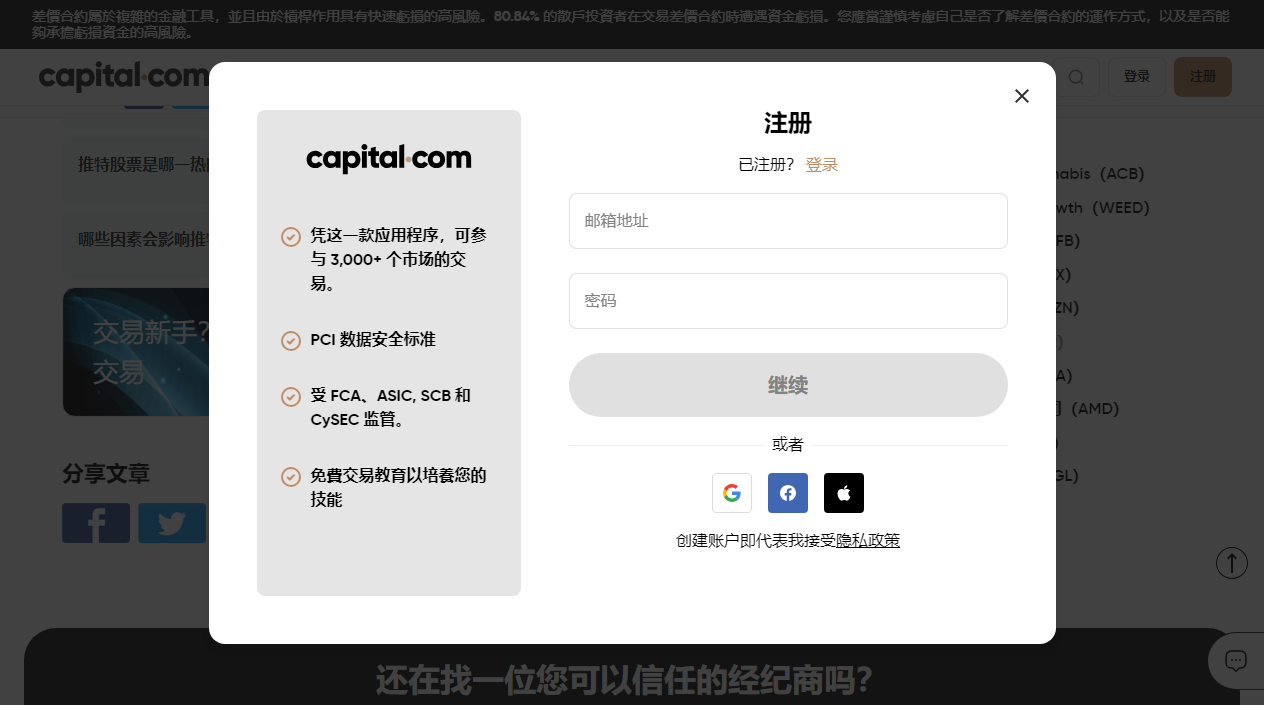 差價合約屬於複雜的金融工具，並且由於槓桿作用具有快速虧損的高風險。80.84% 的散戶投資者在交易差價合約時遭遇資金虧損。您應當謹慎考慮自己是否了解差價合約的運作方式，以及是否能
夠承擔虧損資金的高風險。
capital.com
登录
注册
推特股票是哪一热
哪些因素会影响推
交易新手?
交易
分享文章
capital.com
凭这一款应用程序，可参
与 3,000+ 个市场的交
易。
PCI 数据安全标准
受 FCA、ASIC, SCB 和
CySEC 监管。
免費交易教育以培養您的
技能
注册
已注册？ 登录
邮箱地址
密码
继续
或者
创建账户即代表我接受隐私政策
nabis（ACB）
wth（WEED）
FB)
X)
ZN)
)
A)
司（AMD）
)
GL)
还在找一位您可以信任的经纪商吗？